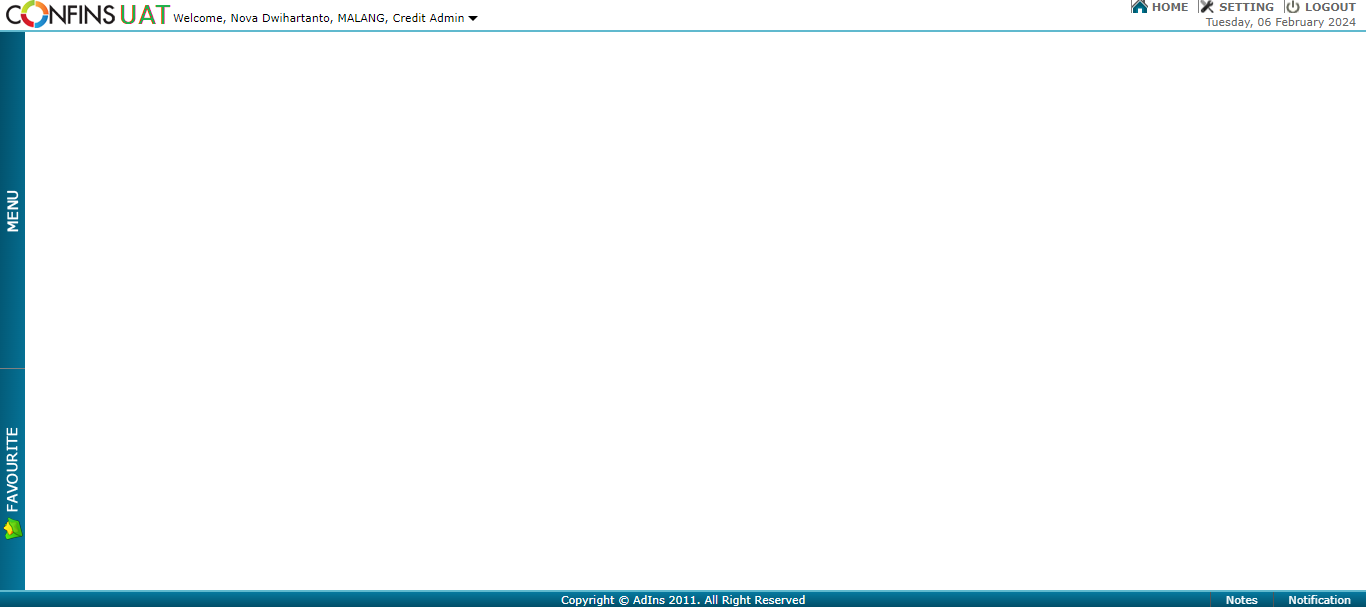 CONFINS UAT Welcome, Nova Dwihartanto, MALANG, Credit Admin
HOME SETTING LOGOUT
Tuesday, 06 February 2024
MENU
FAVOURITE
Copyright © AdIns 2011. All Right Reserved
Notes Notification